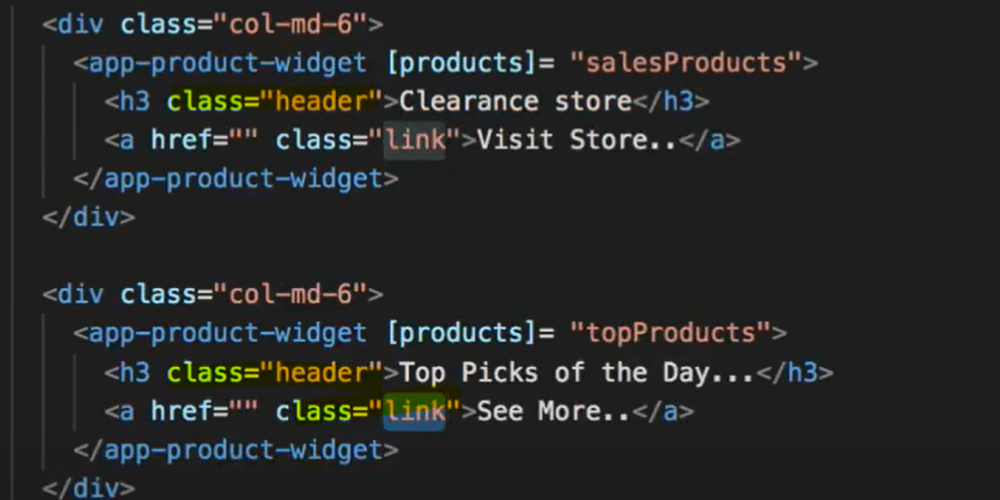 <div class="col-md-6">
<app-product-widget [products]= "salesProducts">
<h3 class="header">Clearance store</h3>
<a href="" class="link">Visit Store..</a>
</app-product-widget>
</div>
<div class="col-md-6">
<app-product-widget [products]= "topProducts">
<h3 class="header">Top Picks of the Day...</h3>
<a href="" class="link">See More..</a>
</app-product-widget>
</div>